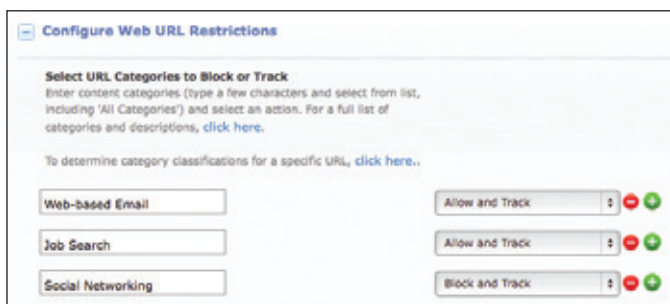 Configure Web URL Restrictions
Select URL Categories to Block or Track
Enter content categories (type a few characters and select from list,
including 'All Categories') and select an action. For a full list of
categories and descriptions, click here.
To determine category classifications for a specific URL, click here..
Web-based Email Allow and Track
Job Search Allow and Track
Social Networking Block and Track